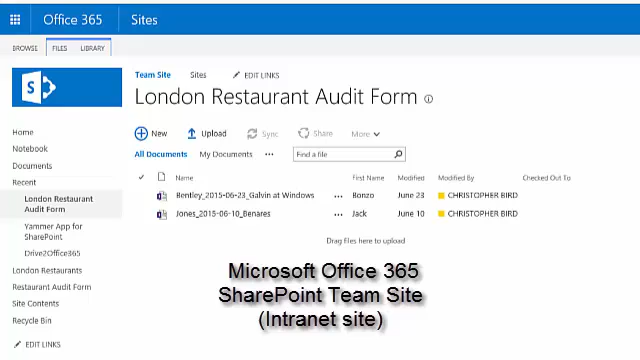 Office 365 Sites
BROWSE FILES LIBRARY
S
Team Site Sites EDIT LINKS
London Restaurant Audit Form
Home
Notebook
Documents
Recent
London Restaurant
Audit Form
Yammer App for
SharePoint
Drive2Office365
London Restaurants
Restaurant Audit Form
Site Contents
Recycle Bin
EDIT LINKS
New Upload Sync Share More
All Documents My Documents ••• Find a file
Name First Name Modified Modified By Checked Out To
Bentley_2015-06-23_Galvin at Windows ••• Bonzo June 23 CHRISTOPHER BIRD
Jones_2015-06-10_Benares ••• Jack June 10 CHRISTOPHER BIRD
Drag files here to upload
Microsoft Office 365
SharePoint Team Site
(Intranet site)